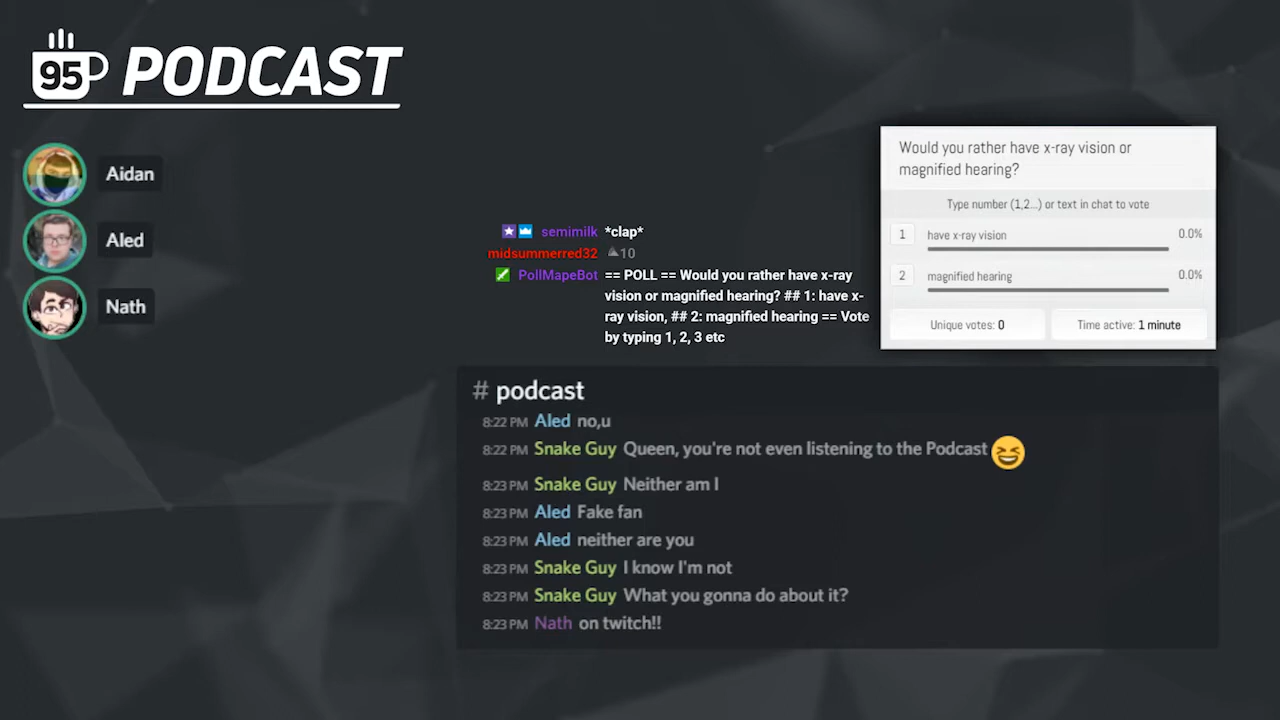 95 PODCAST
Aidan
Aled
Nath
semimilk *clap*
midsummerred32 10
PollMapeBot == POLL == Would you rather have x-ray
vision or magnified hearing? ## 1: have x-
ray vision, ## 2: magnified hearing == Vote
by typing 1, 2, 3 etc
Would you rather have x-ray vision or
magnified hearing?
Type number (1,2...) or text in chat to vote
1 have x-ray vision 0.0%
2 magnified hearing 0.0%
Unique votes: 0 Time active: 1 minute
# podcast
8:22 PM Aled no,u
8:22 PM Snake Guy Queen, you're not even listening to the Podcast
8:23 PM Snake Guy Neither am I
8:23 PM Aled Fake fan
8:23 PM Aled neither are you
8:23 PM Snake Guy I know I'm not
8:23 PM Snake Guy What you gonna do about it?
8:23 PM Nath on twitch!!